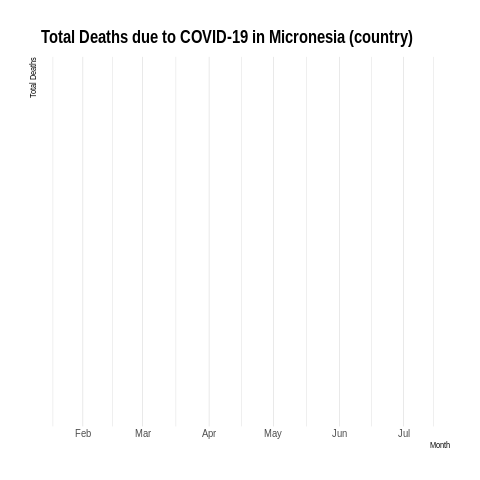 Total Deaths due to COVID-19 in Micronesia (country)
Total Deaths
Feb Mar Apr May Jun Jul
Month